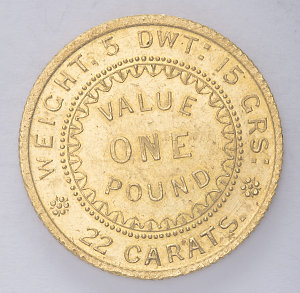 WEIGHT. 5 DWT: 15 GRS:
VALUE
ONE
POUND
22 CARATS.